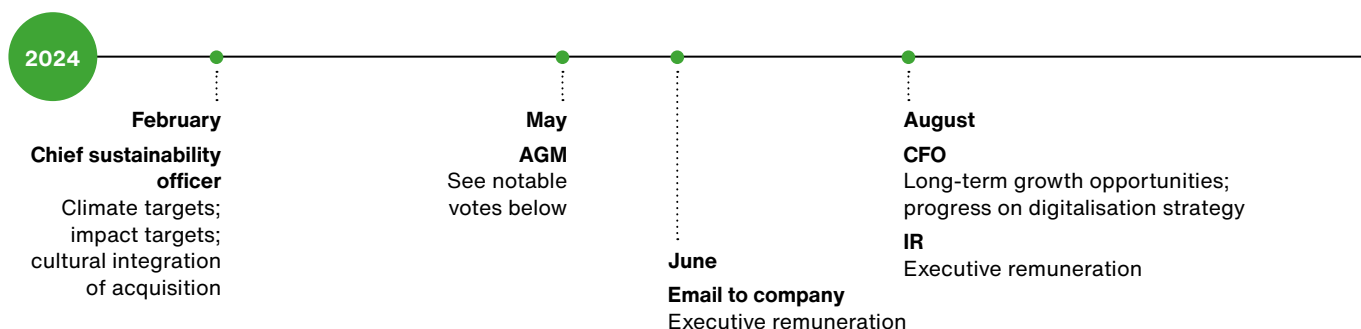 2024
February
Chief sustainability
officer
Climate targets;
impact targets;
cultural integration
of acquisition
May
AGM
See notable
votes below
June
Email to company
Executive remuneration
August
CFO
Long-term growth opportunities;
progress on digitalisation strategy
IR
Executive remuneration